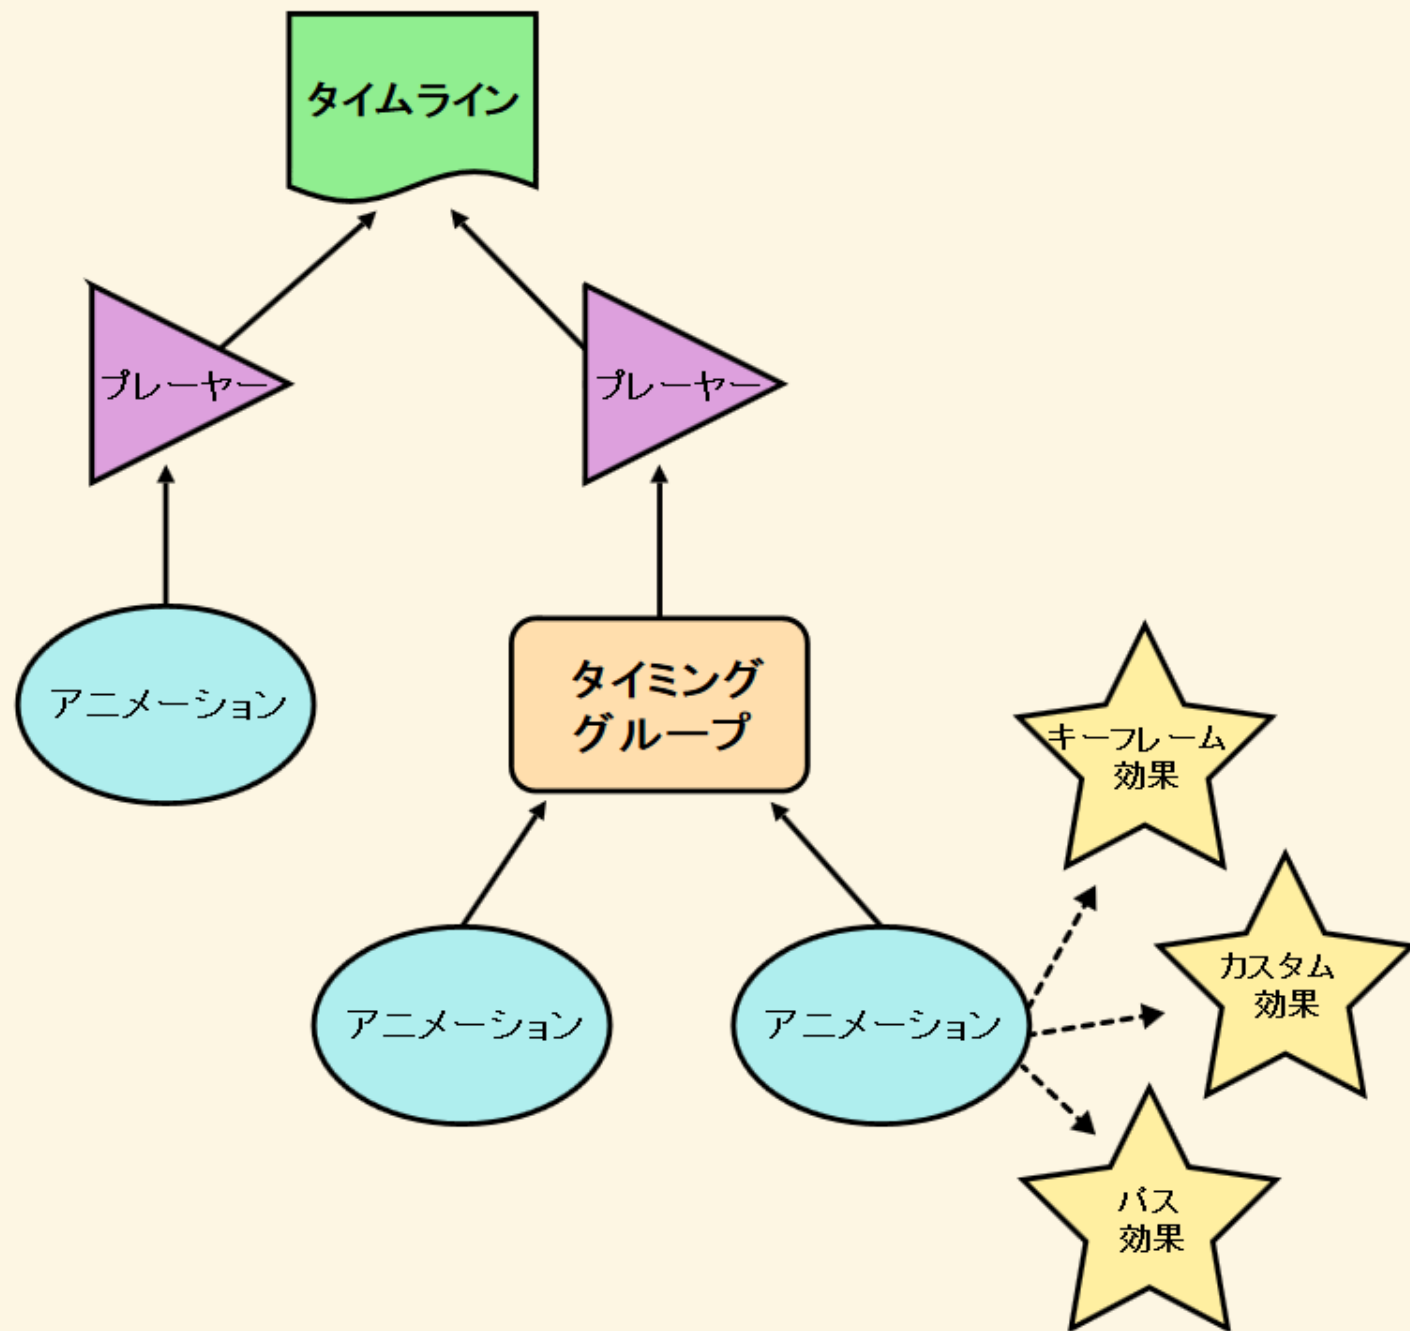 タイムライン
プレーヤー
プレーヤー
アニメーション
タイミング
グループ
キーフレーム
効果
カスタム
効果
アニメーション
アニメーション
パス
効果